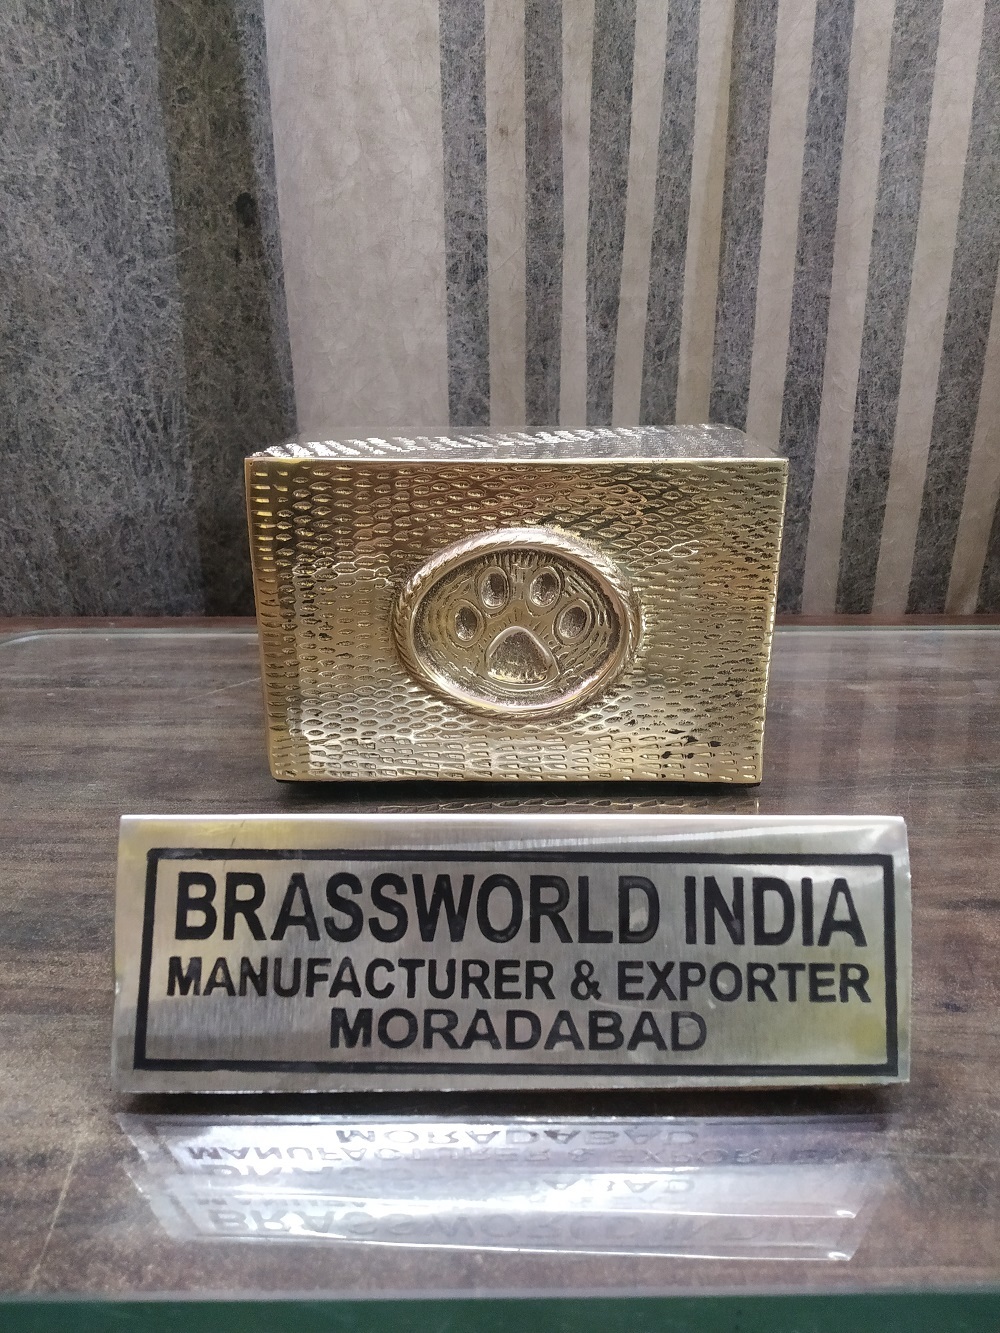 BRASSWORLD INDIA
MANUFACTURER & EXPORTER
MORADABAD